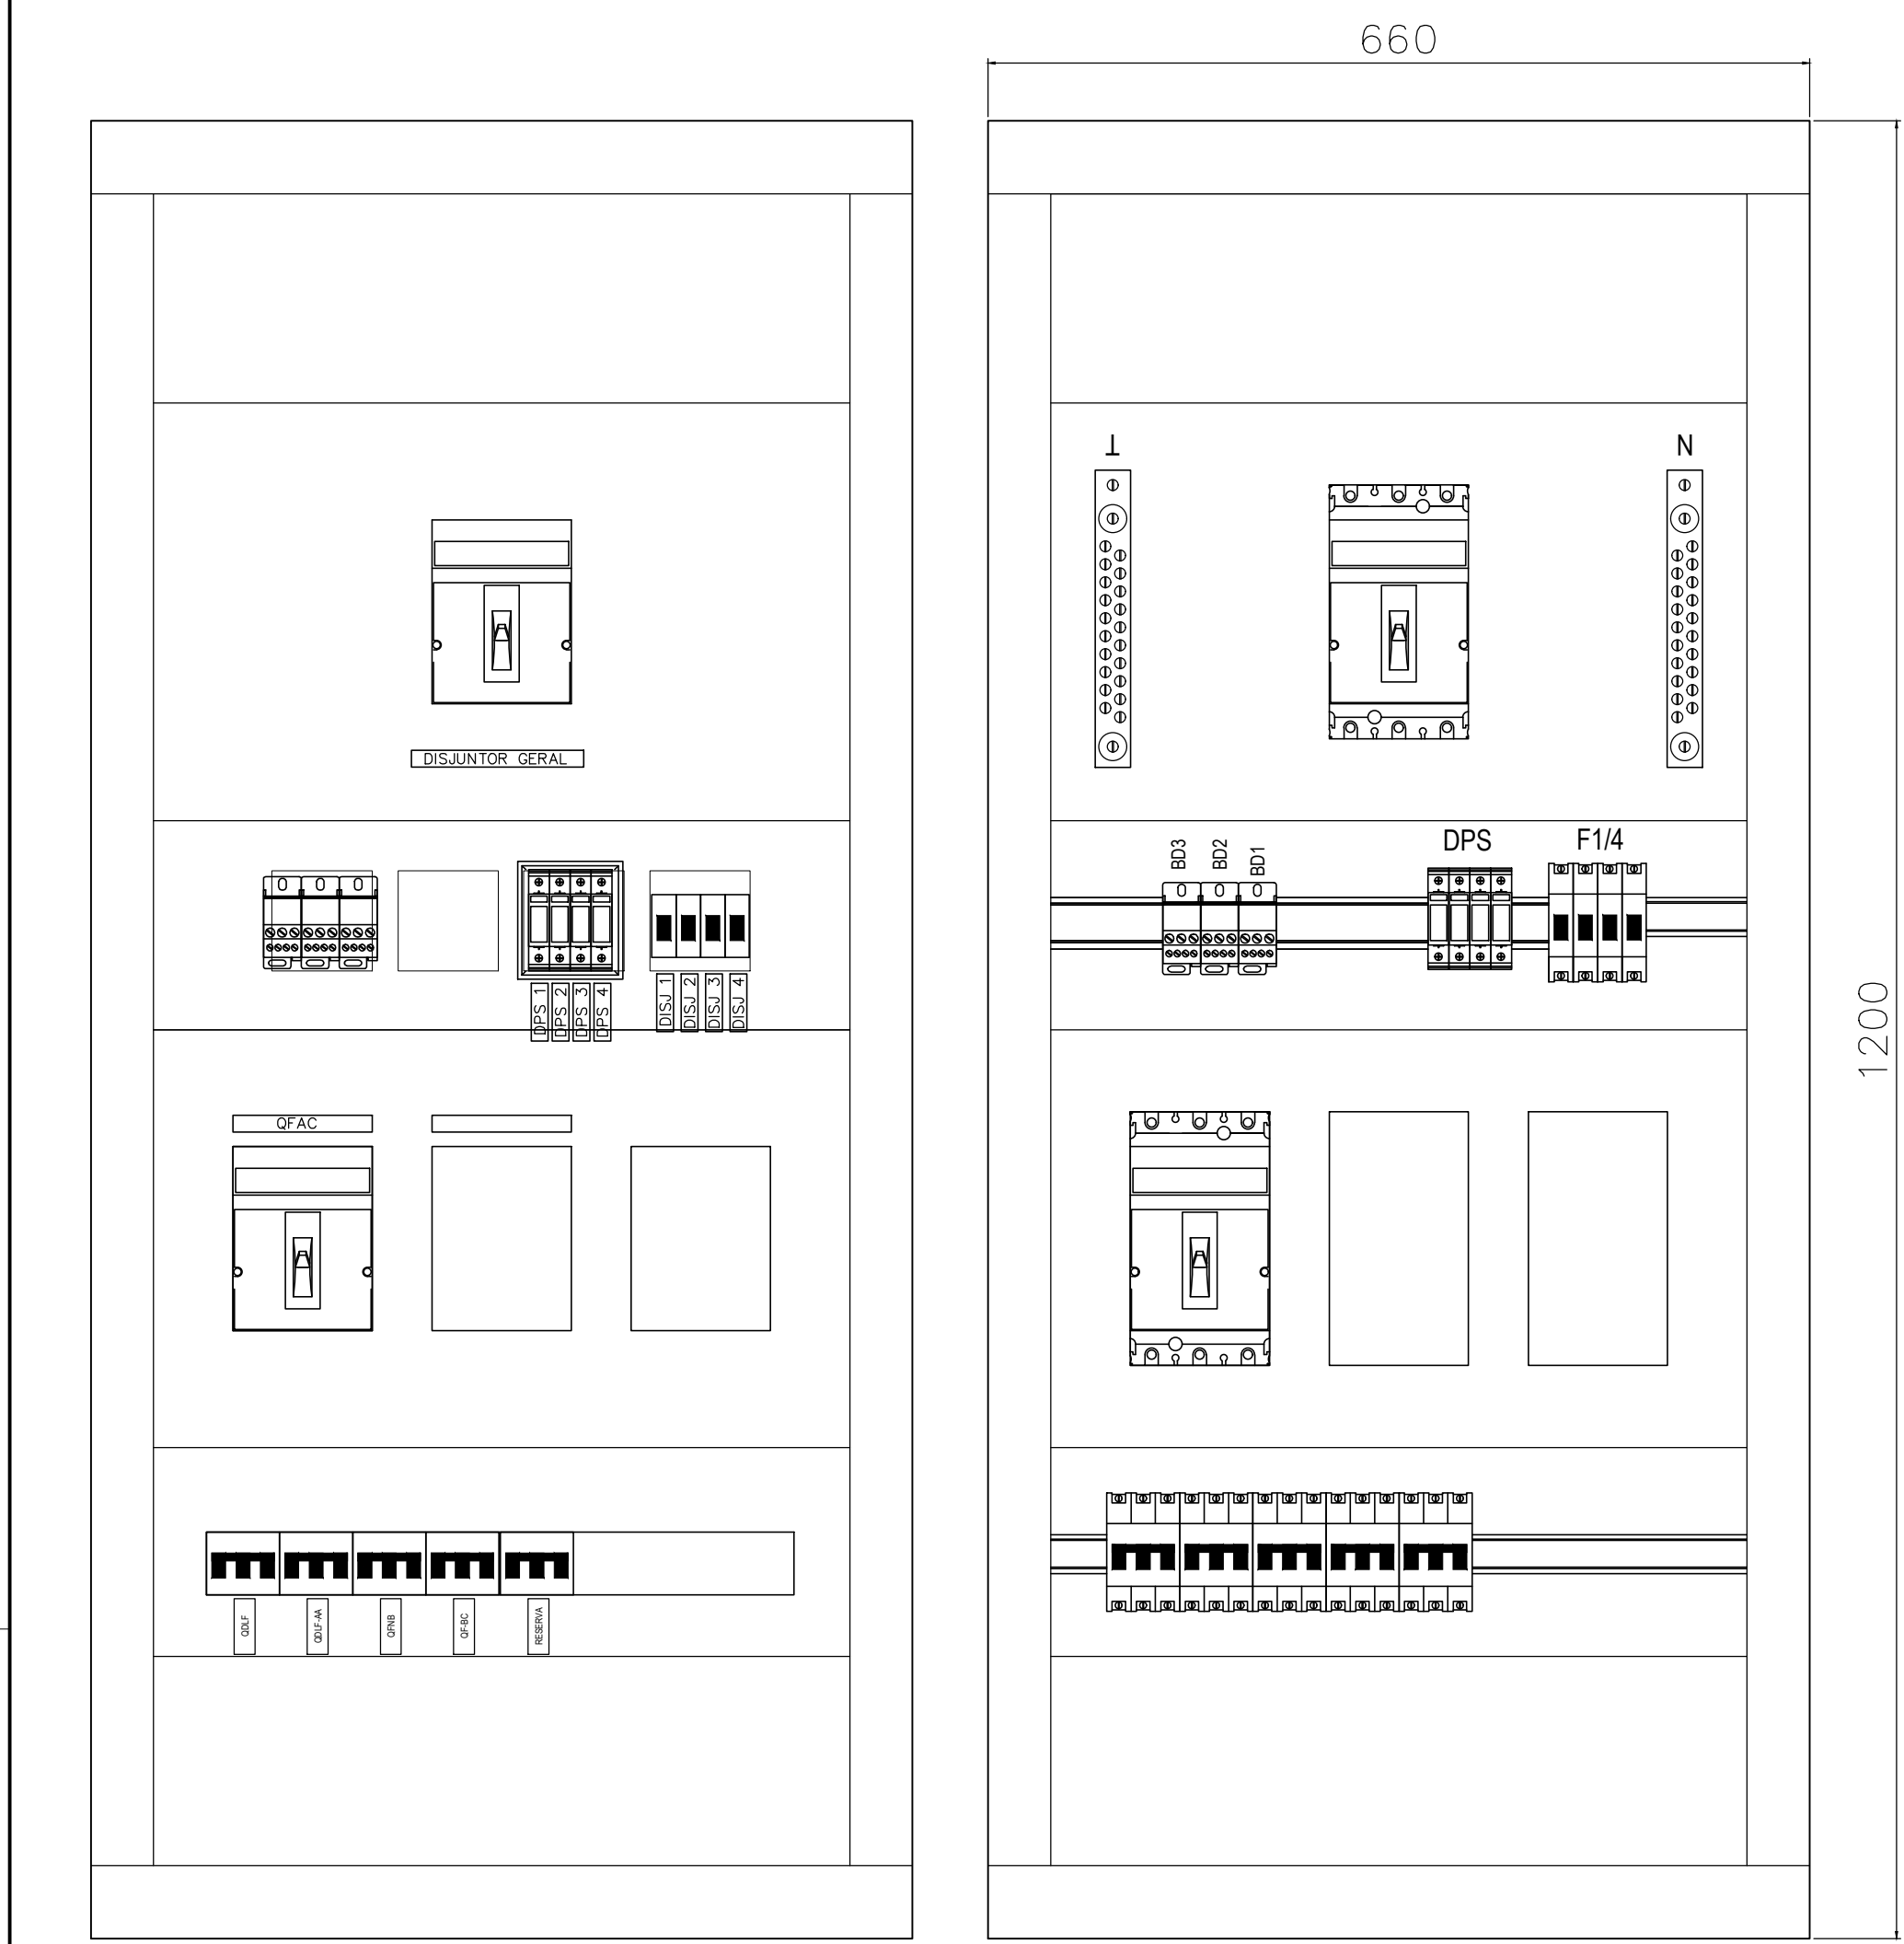 660
⊥
N
DISJUNTOR GERAL
BD3
BD2
BD1
DPS
F1/4
DPS 1
DPS 2
DPS 3
DPS 4
DISJ 1
DISJ 2
DISJ 3
DISJ 4
1200
QFAC
QDLF
QDLF-AA
QFNB
QF-BC
RESERVA